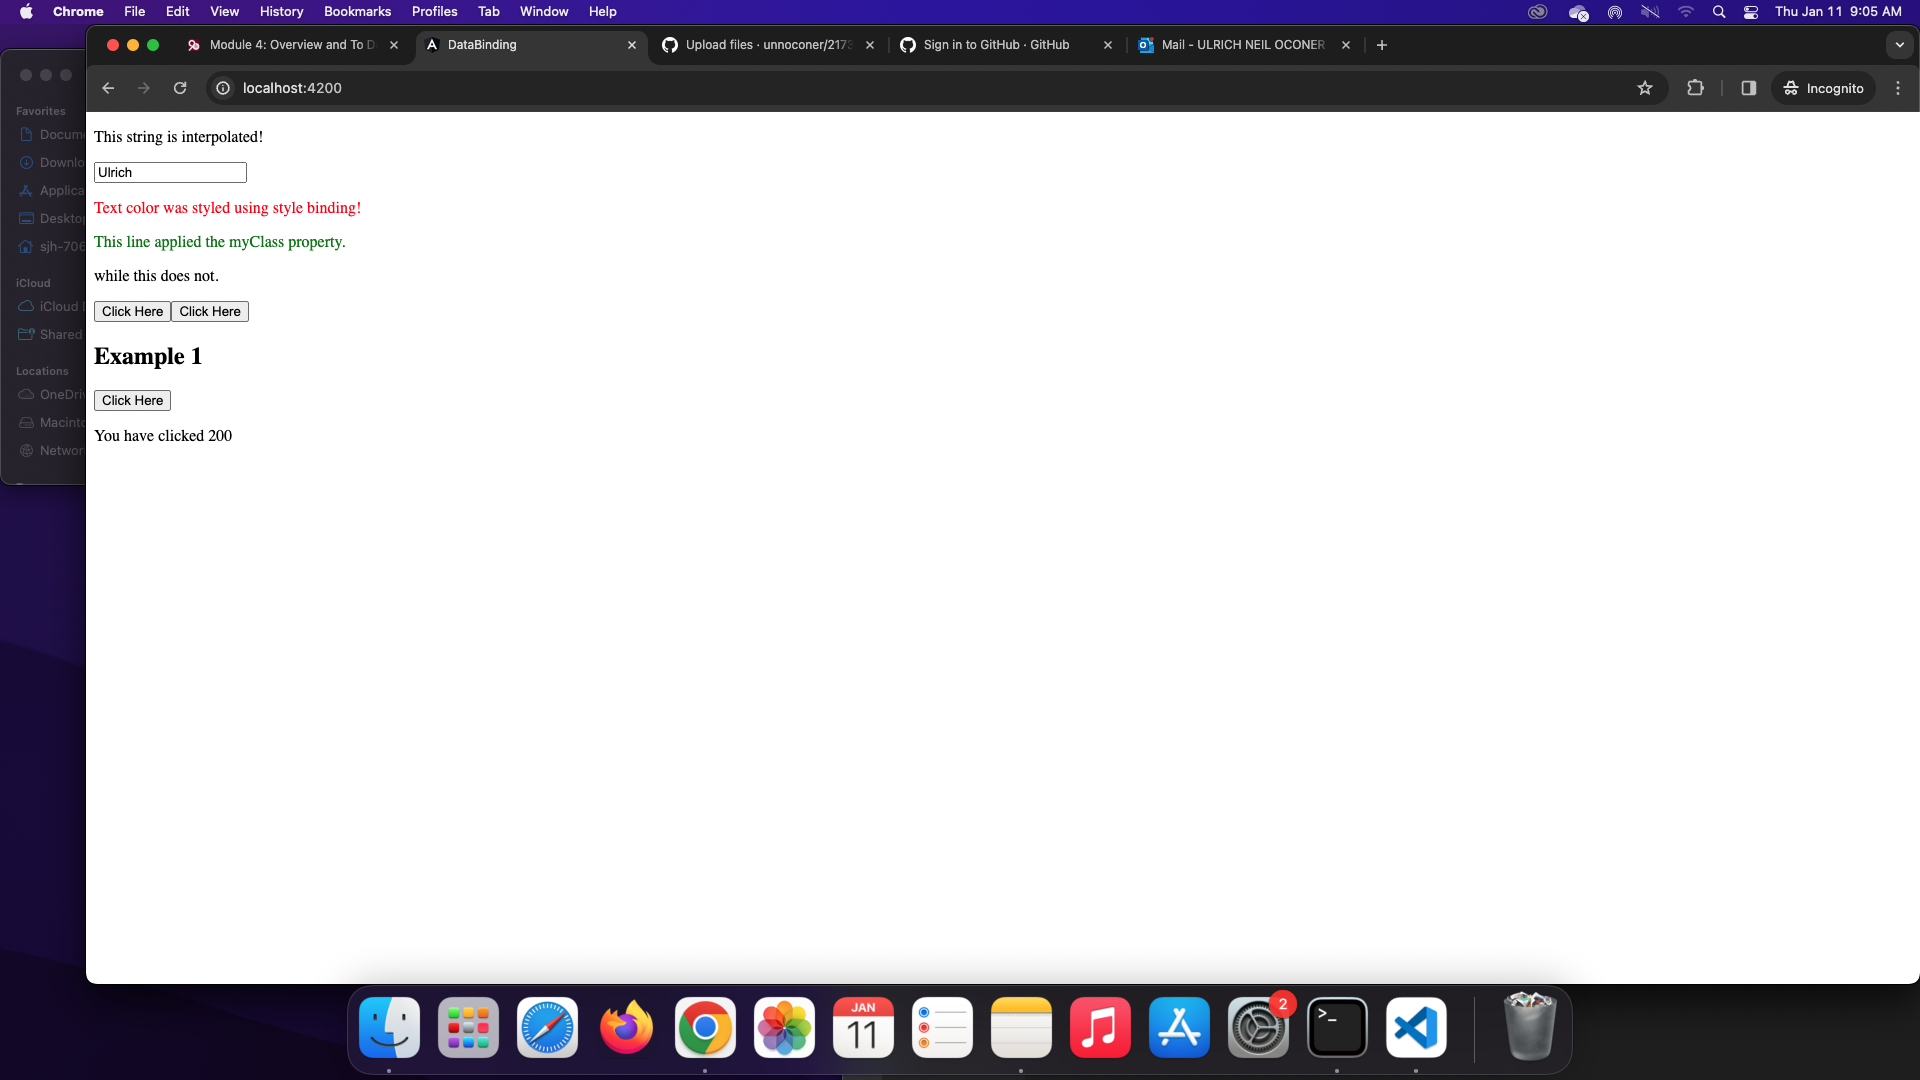 Chrome File Edit View History Bookmarks Profiles Tab Window Help Thu Jan 11 9:05 AM
Module 4: Overview and To D DataBinding Upload files · unnoconer/2173 Sign in to GitHub · GitHub Mail - ULRICH NEIL OCONER
localhost:4200 Incognito
Favorites
Docum
Downlo
Applica
Deskto
sjh-706
iCloud
iCloud
Shared
Locations
OneDriv
Macinto
Networ
This string is interpolated!
Ulrich
Text color was styled using style binding!
This line applied the myClass property.
while this does not.
Click Here Click Here
Example 1
Click Here
You have clicked 200
JAN
11
2
>_